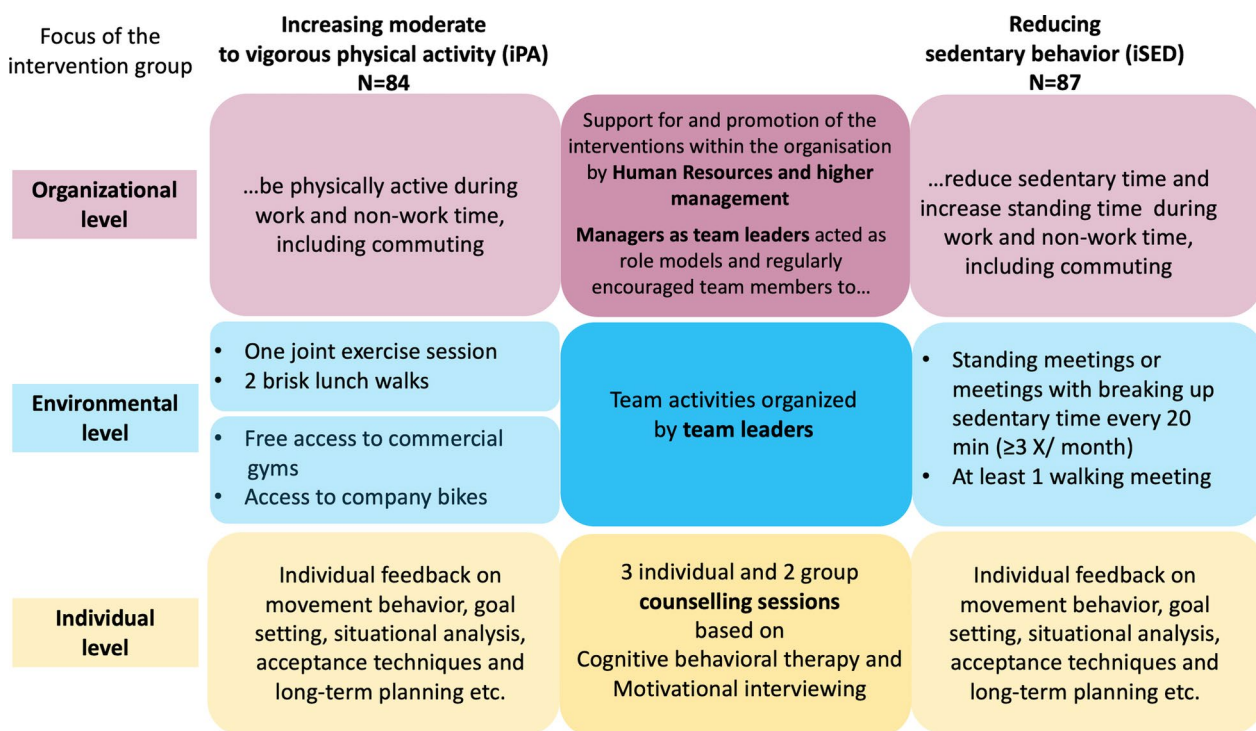 Focus of the
intervention group
Increasing moderate
to vigorous physical activity (iPA)
N=84
Reducing
sedentary behavior (iSED)
N=87
Organizational
level
…be physically active during
work and non-work time,
including commuting
Support for and promotion of the
interventions within the organisation
by Human Resources and higher
management
Managers as team leaders acted as
role models and regularly
encouraged team members to…
…reduce sedentary time and
increase standing time during
work and non-work time,
including commuting
Environmental
level
• One joint exercise session
• 2 brisk lunch walks
• Free access to commercial
gyms
• Access to company bikes
Team activities organized
by team leaders
• Standing meetings or
meetings with breaking up
sedentary time every 20
min (≥3 X/ month)
• At least 1 walking meeting
Individual
level
Individual feedback on
movement behavior, goal
setting, situational analysis,
acceptance techniques and
long-term planning etc.
3 individual and 2 group
counselling sessions
based on
Cognitive behavioral therapy and
Motivational interviewing
Individual feedback on
movement behavior, goal
setting, situational analysis,
acceptance techniques and
long-term planning etc.